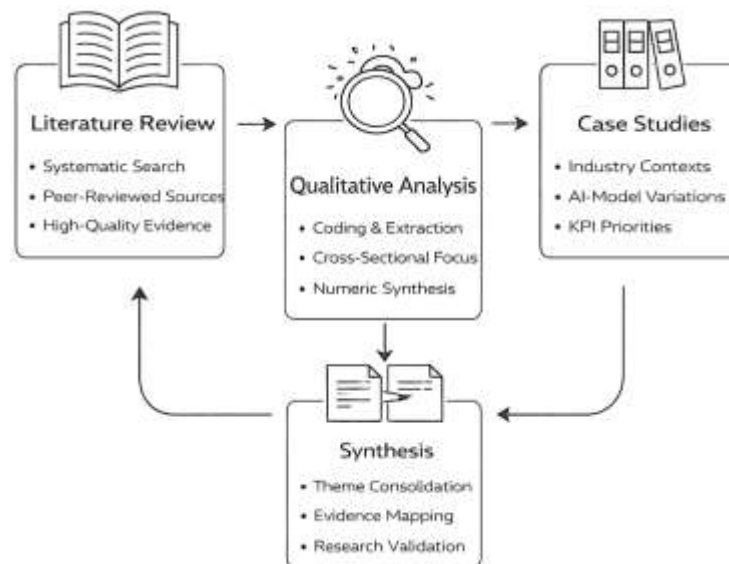 Literature Review
• Systematic Search
• Peer-Reviewed Sources
• High-Quality Evidence
Qualitative Analysis
• Coding & Extraction
• Cross-Sectional Focus
• Numeric Synthesis
Case Studies
• Industry Contexts
• AI-Model Variations
• KPI Priorities
Synthesis
• Theme Consoldation
• Evidence Mapping
• Research Validation